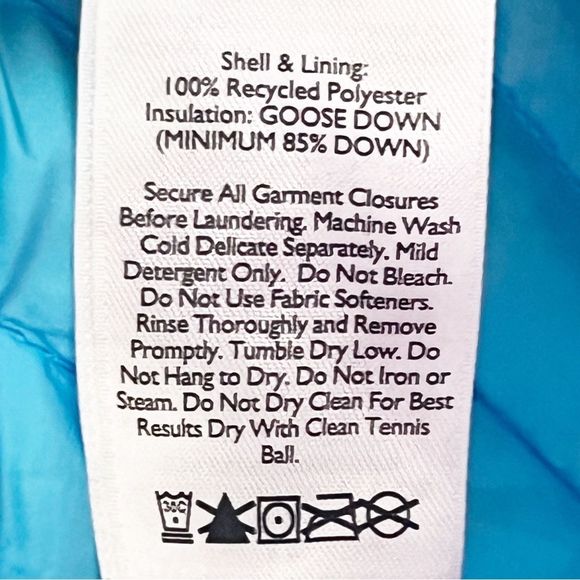 Shell & Lining:
100% Recycled Polyester
Insulation: GOOSE DOWN
(MINIMUM 85% DOWN)
Secure All Garment Closures
Before Laundering. Machine Wash
Cold Delicate Separately. Mild
Detergent Only. Do Not Bleach.
Do Not Use Fabric Softeners.
Rinse Thoroughly and Remove
Promptly. Tumble Dry Low. Do
Not Hang to Dry. Do Not Iron or
Steam. Do Not Dry Clean For Best
Results Dry With Clean Tennis
Ball.
30C